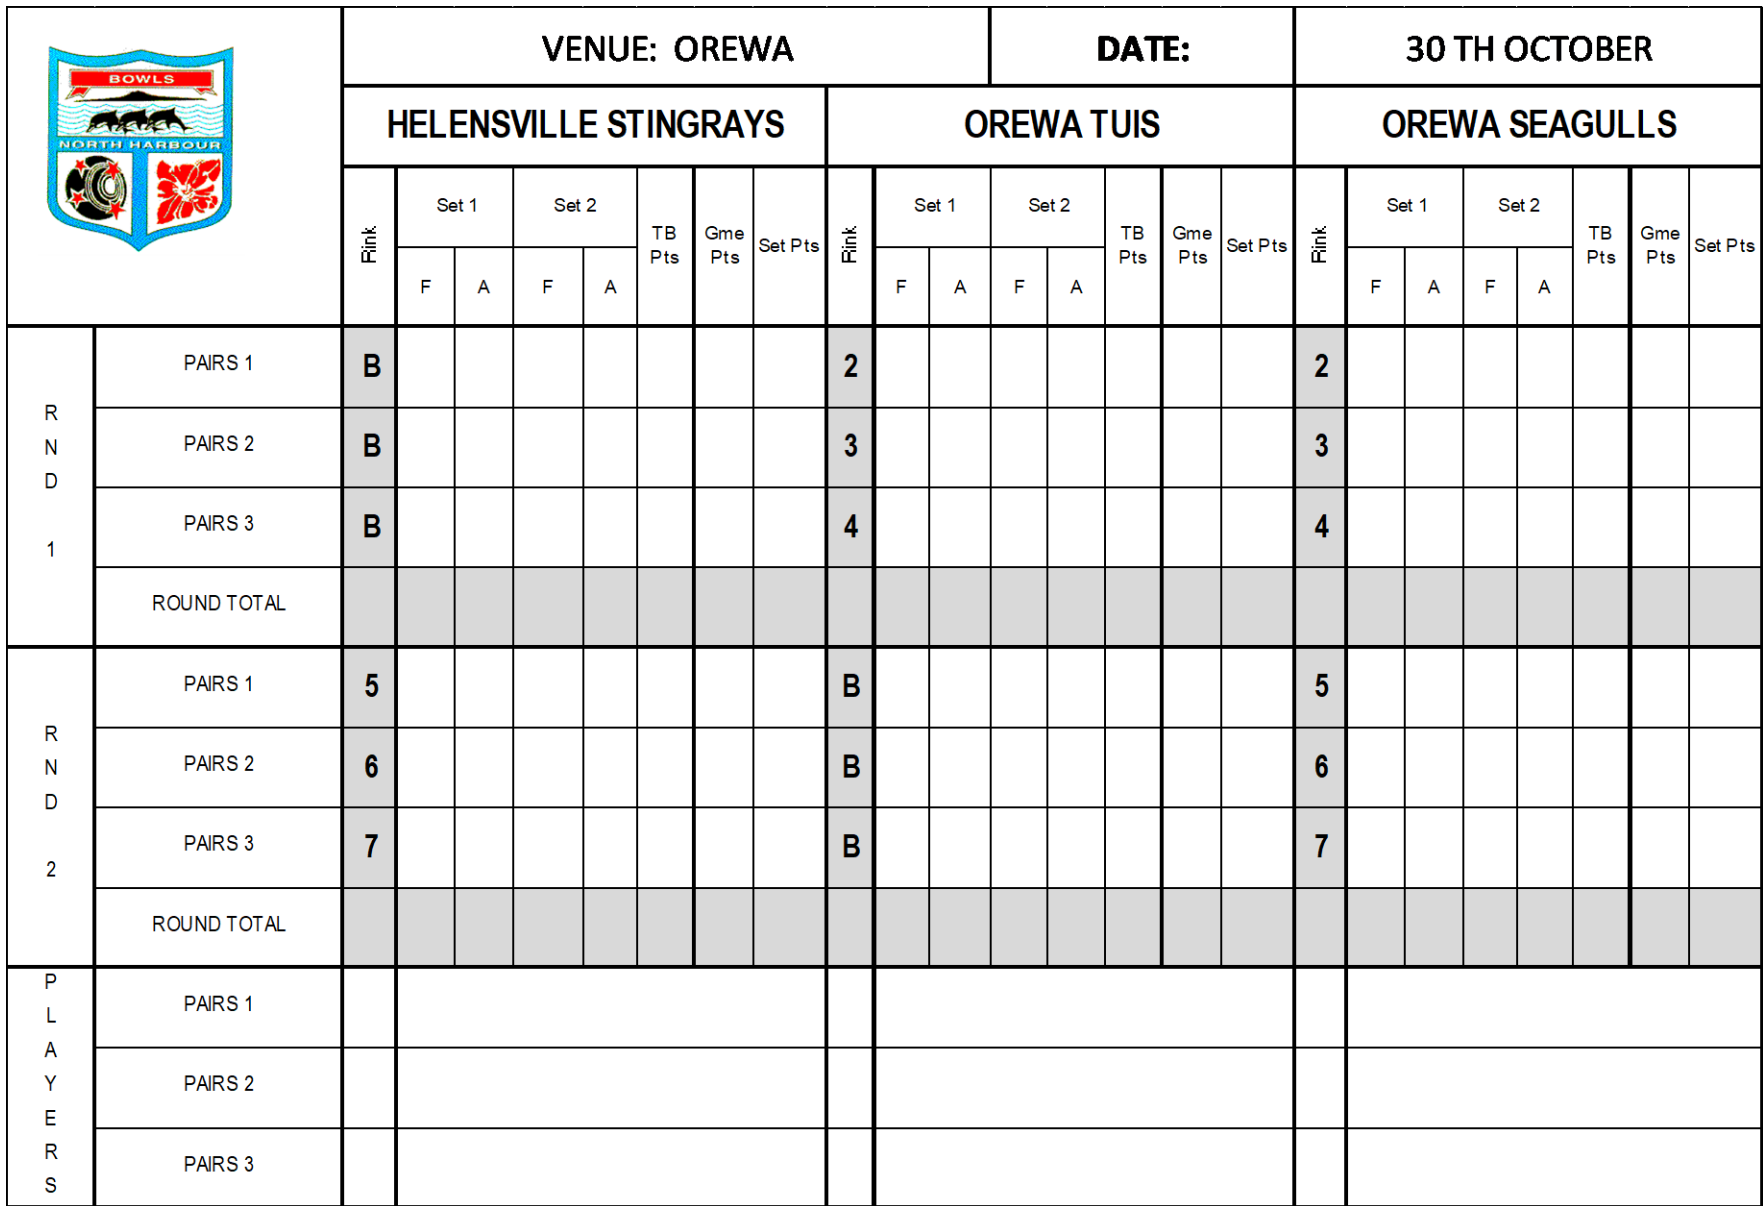 BOWLS
NORTH HARBOUR
VENUE: OREWA DATE: 30 TH OCTOBER
HELENSVILLE STINGRAYS OREWA TUIS OREWA SEAGULLS
Rink Set 1 Set 2 TB Pts Gme Pts Set Pts Rink Set 1 Set 2 TB Pts Gme Pts Set Pts Rink Set 1 Set 2 TB Pts Gme Pts Set Pts
F A F A F A F A F A F A
RND 1
PAIRS 1 B 2 2
PAIRS 2 B 3 3
PAIRS 3 B 4 4
ROUND TOTAL
RND 2
PAIRS 1 5 B 5
PAIRS 2 6 B 6
PAIRS 3 7 B 7
ROUND TOTAL
PLAYERS
PAIRS 1
PAIRS 2
PAIRS 3